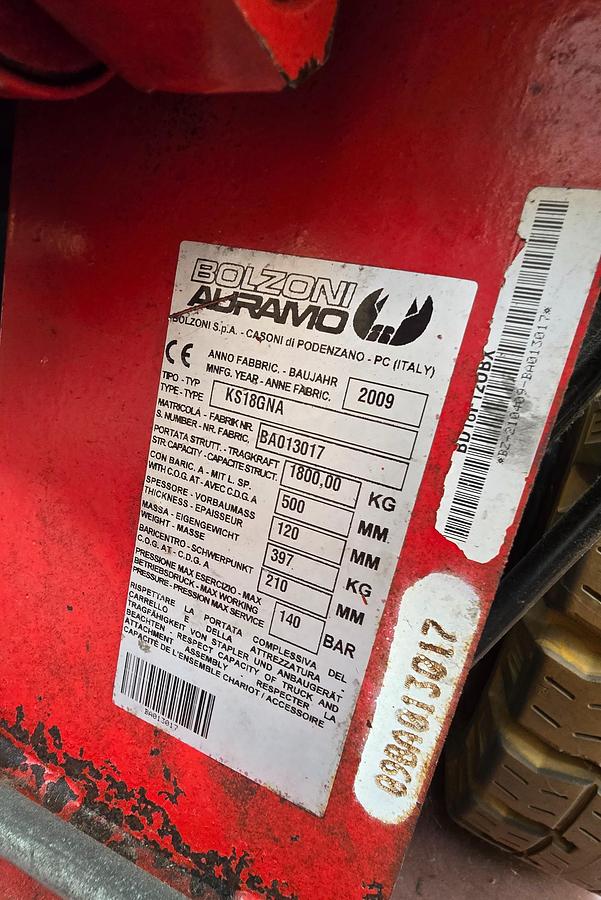 BOLZONI
AURAMO
BOLZONI S.p.A. - CASONI di PODENZANO - PC (ITALY)
CE
ANNO FABBRIC. - BAUJAHR
MNFG. YEAR - ANNE FABRIC.
2009
TIPO - TYP
TYPE - TYPE
KS18GNA
MATRICOLA - FABRIK NR.
S. NUMBER - NR. FABRIC.
BA013017
PORTATA STRUTT. - TRAGKRAFT
STR. CAPACITY - CAPACITE STRUCT.
1800,00
KG
CON BARIC. A - MIT L. SP.
WITH C.O.G. AT - AVEC C.D.G. A
500
MM
SPESSORE - VORBAUMASS
THICKNESS - EPAISSEUR
120
MM
MASSA - EIGENGEWICHT
WEIGHT - MASSE
397
KG
BARICENTRO - SCHWERPUNKT
C.O.G. AT - C.D.G. A
210
MM
PRESSIONE MAX ESERCIZIO - MAX
BETRIEBSDRUCK - MAX WORKING
PRESSURE - PRESSION MAX SERVICE
140
BAR
RISPETTARE LA PORTATA COMPLESSIVA DEL
CARRELLO E DELLA ATTREZZATURA
TRAGFÄHIGKEIT VON STAPLER UND ANBAUGERÄT
BEACHTEN - RESPECT CAPACITY OF TRUCK AND
ATTACHMENT ASSEMBLY - RESPECTER LA
CAPACITÉ DE L'ENSEMBLE CHARIOT / ACCESSOIRE
BA013017
09BA013017